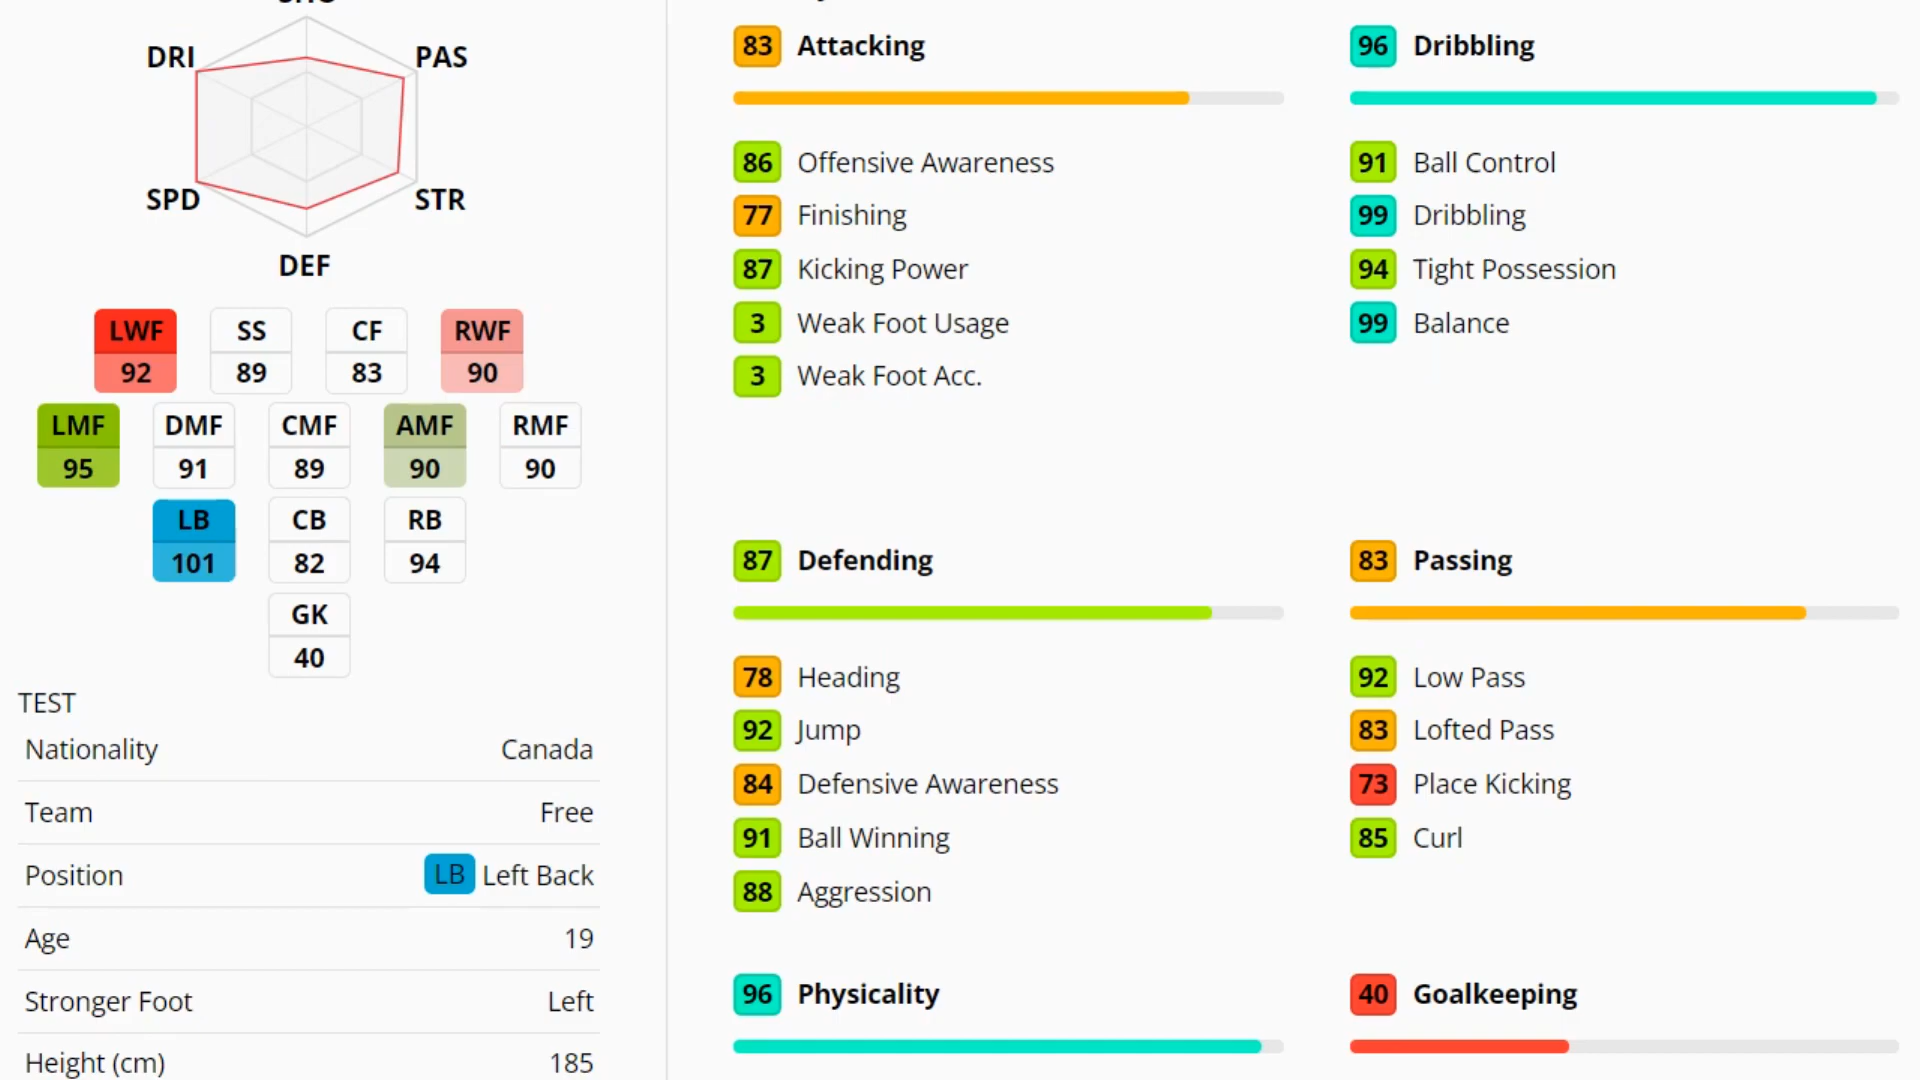 DRI
PAS
SPD
STR
DEF
LWF
SS
CF
RWF
92
89
83
90
LMF
DMF
CMF
AMF
RMF
95
91
89
90
90
LB
CB
RB
101
82
94
GK
40
TEST
Nationality Canada
Team Free
Position LB Left Back
Age 19
Stronger Foot Left
Height (cm) 185
83 Attacking
86 Offensive Awareness
77 Finishing
87 Kicking Power
3 Weak Foot Usage
3 Weak Foot Acc.
96 Dribbling
91 Ball Control
99 Dribbling
94 Tight Possession
99 Balance
87 Defending
78 Heading
92 Jump
84 Defensive Awareness
91 Ball Winning
88 Aggression
83 Passing
92 Low Pass
83 Lofted Pass
73 Place Kicking
85 Curl
96 Physicality
40 Goalkeeping